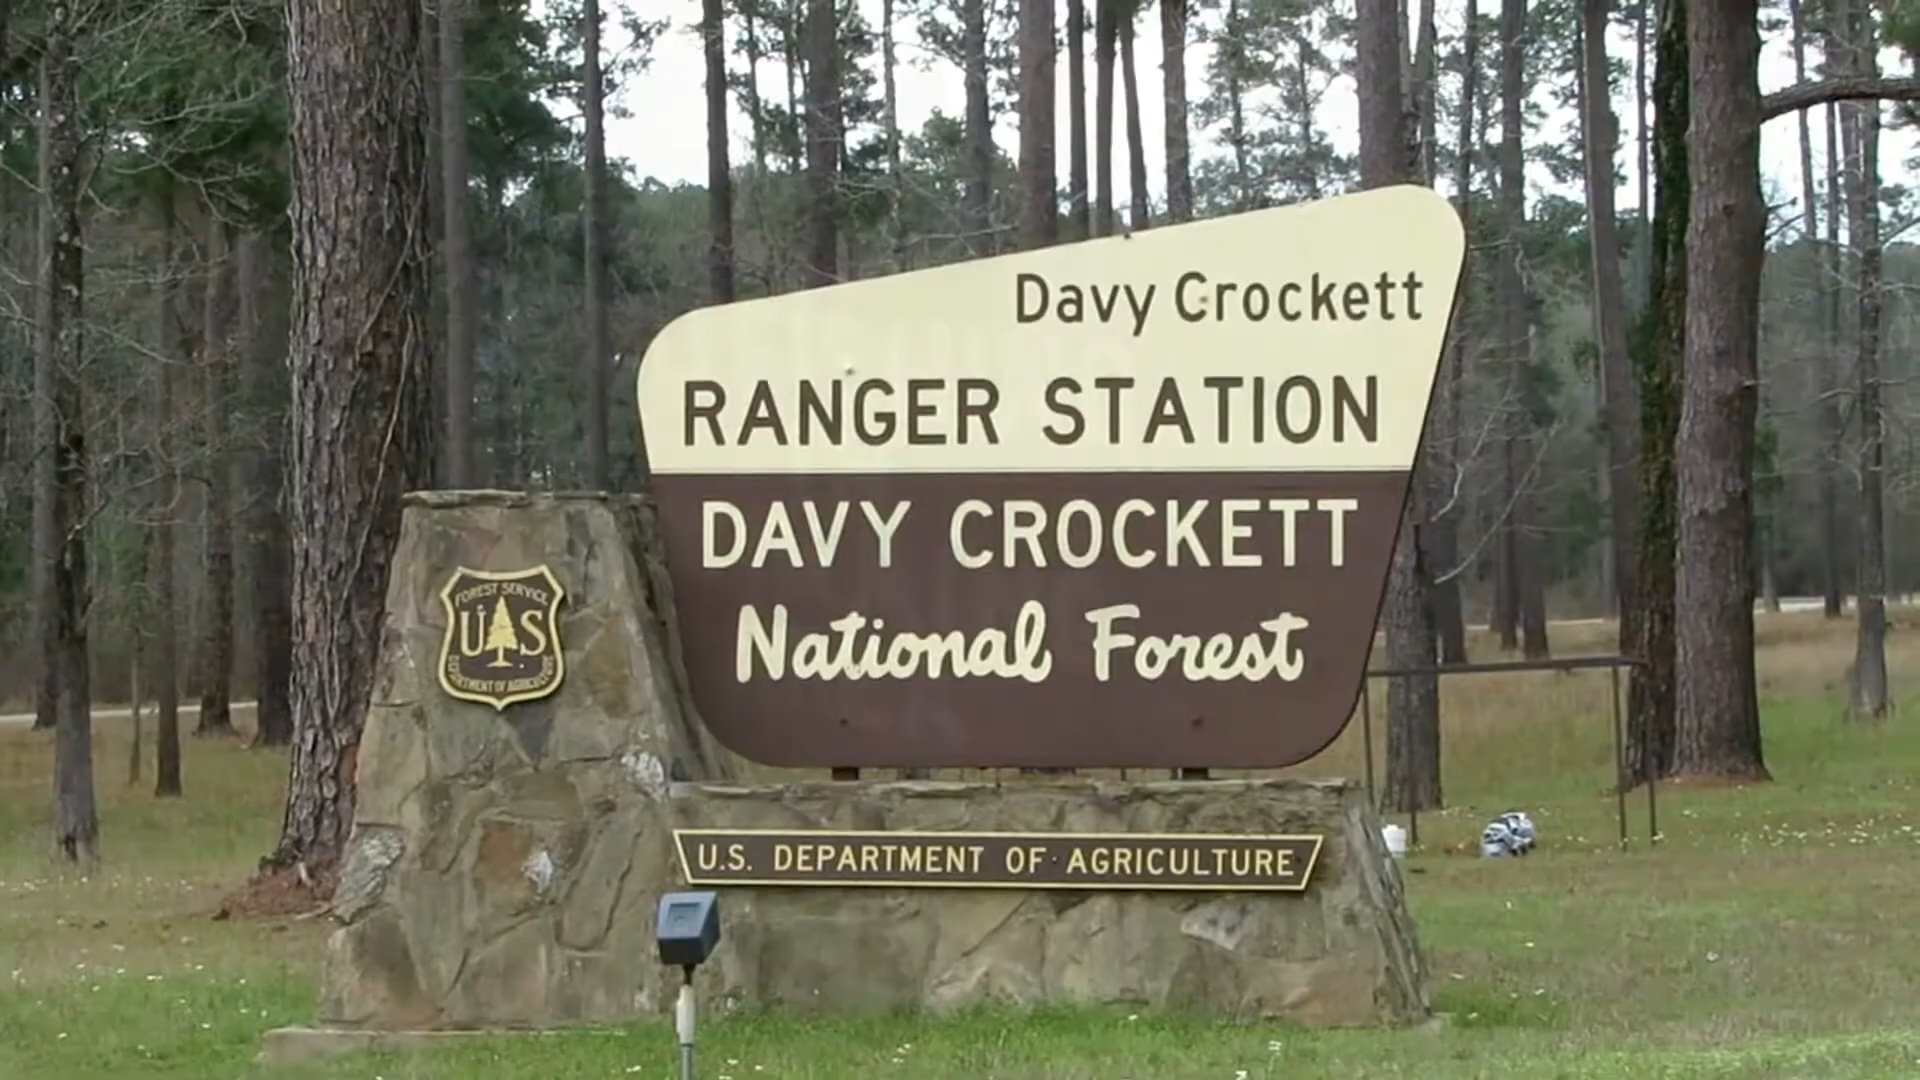 Davy Crockett
RANGER STATION
DAVY CROCKETT
National Forest
FOREST SERVICE
U S
DEPARTMENT OF AGRICULTURE
U.S. DEPARTMENT OF AGRICULTURE